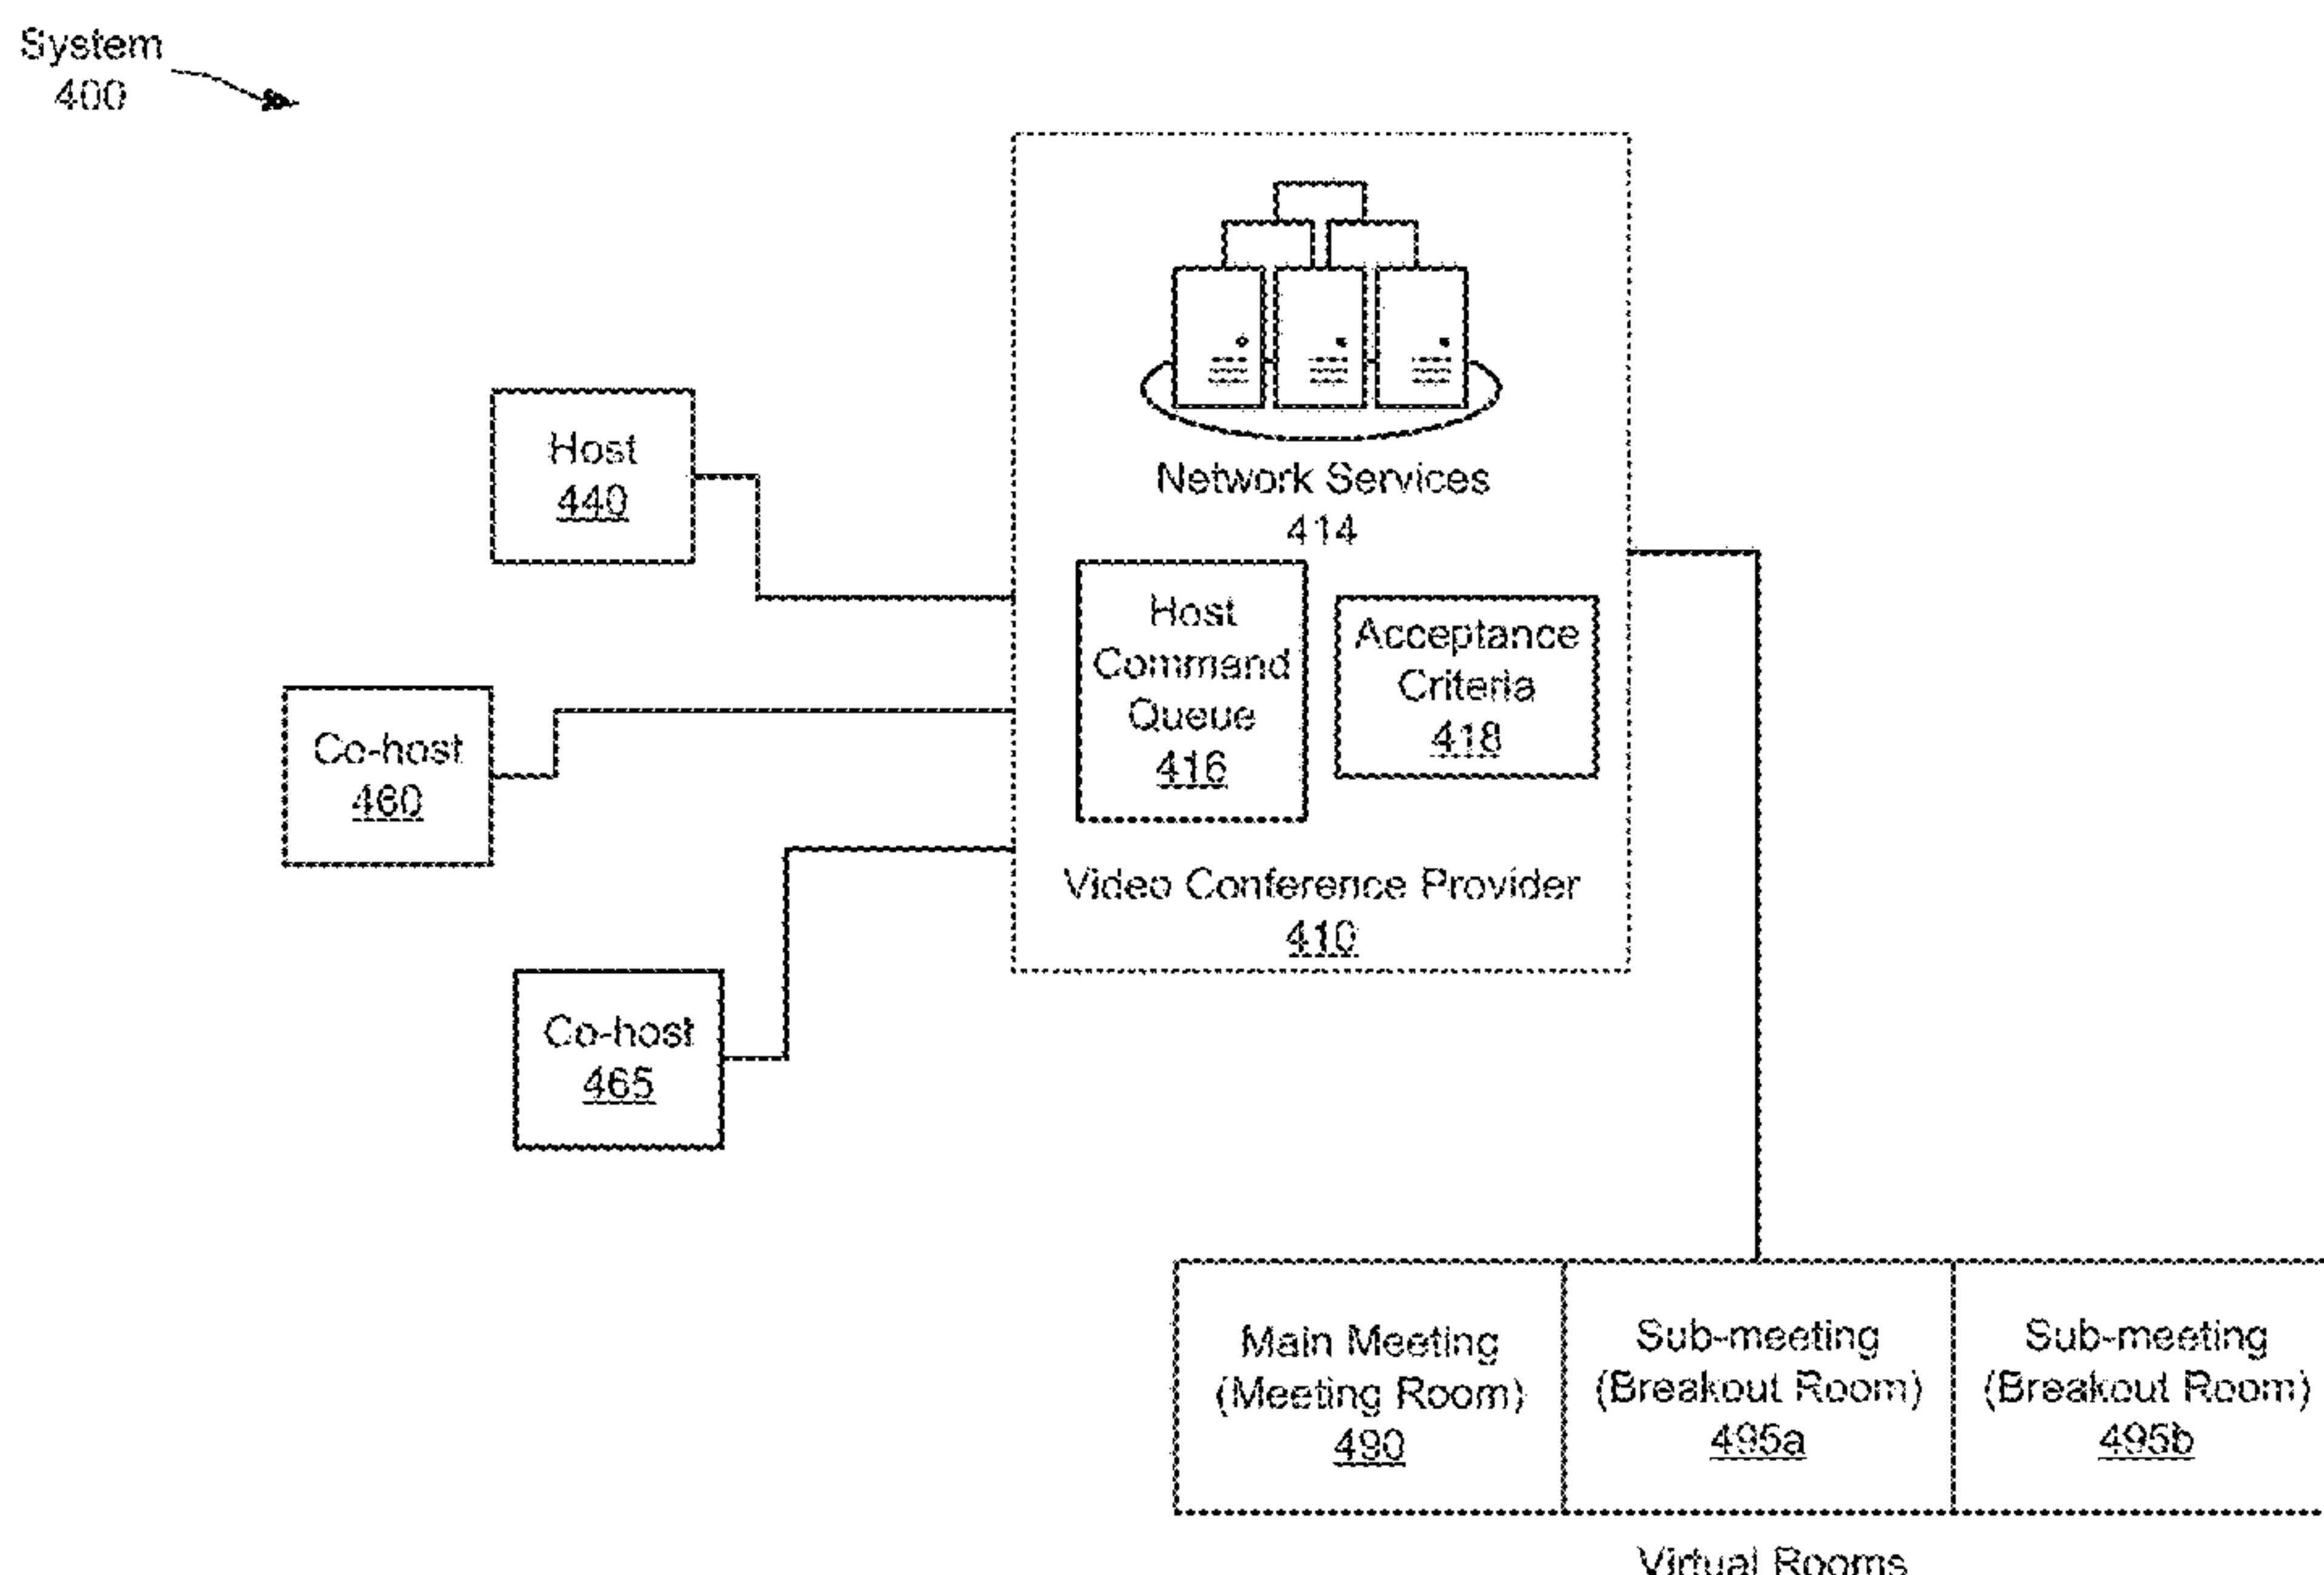 System
400
Network Services
414
Host
440
Host
Command
Queue
416
Acceptance
Criteria
418
Co-host
460
Video Conference Provider
410
Co-host
465
Main Meeting
(Meeting Room)
490
Sub-meeting
(Breakout Room)
495a
Sub-meeting
(Breakout Room)
495b
Virtual Rooms